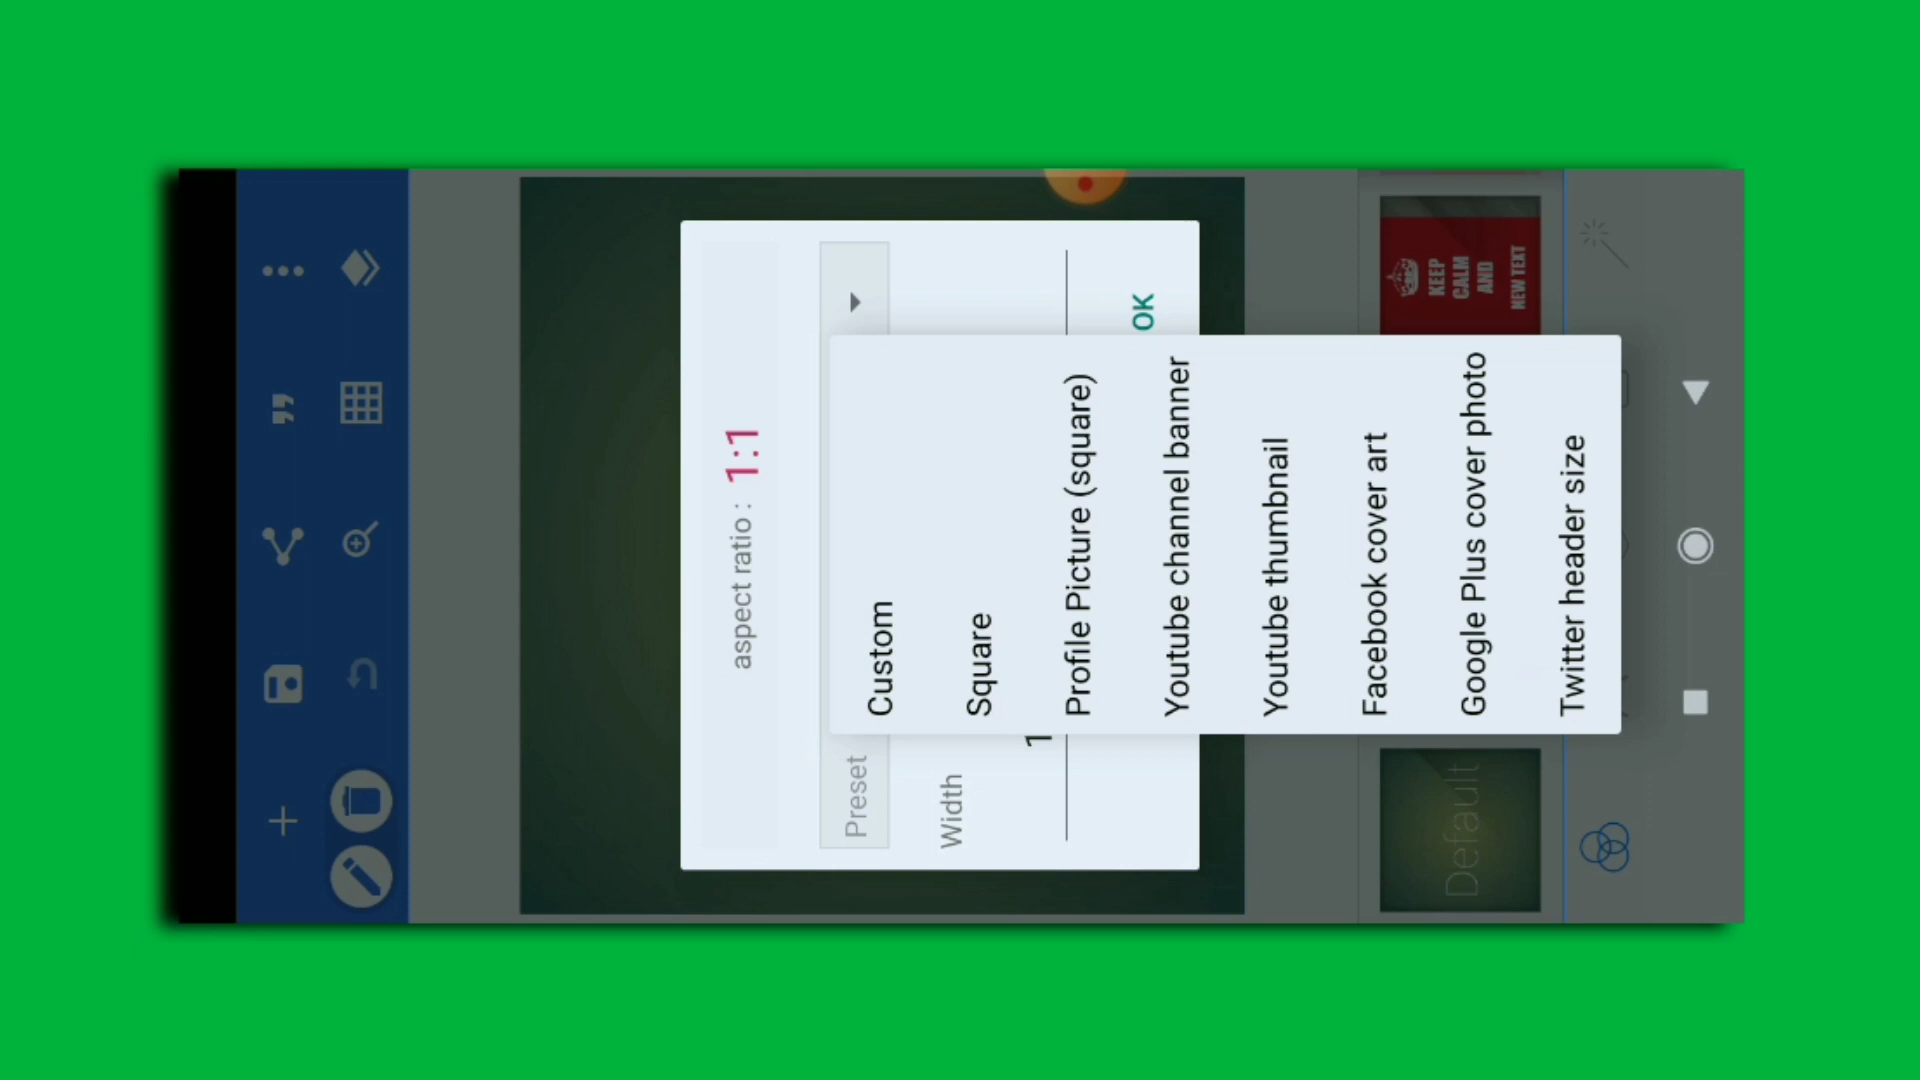 aspect ratio : 1:1
Preset
Width
1
OK
Custom
Square
Profile Picture (square)
Youtube channel banner
Youtube thumbnail
Facebook cover art
Google Plus cover photo
Twitter header size
Default
KEEP
CALM
AND
NEW TEXT